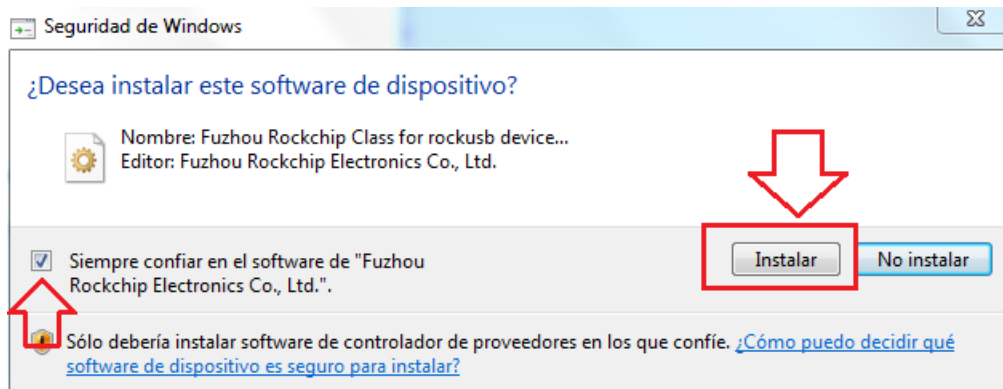 Seguridad de Windows
¿Desea instalar este software de dispositivo?
Nombre: Fuzhou Rockchip Class for rockusb device...
Editor: Fuzhou Rockchip Electronics Co., Ltd.
Siempre confiar en el software de "Fuzhou
Rockchip Electronics Co., Ltd.".
Instalar
No instalar
Sólo debería instalar software de controlador de proveedores en los que confíe. ¿Cómo puedo decidir qué
software de dispositivo es seguro para instalar?